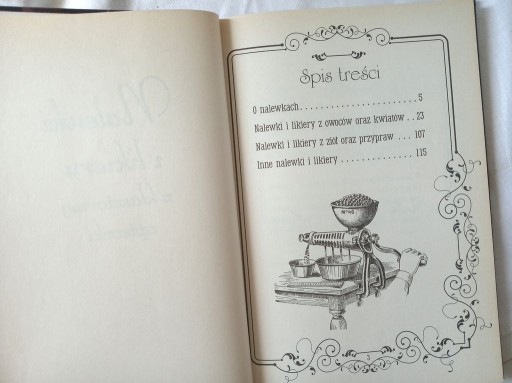 Spis treści
O nalewkach. . . . . . . . . . . . . . . . . . . . . . . 5
Nalewki i likiery z owoców oraz kwiatów . . 23
Nalewki i likiery z ziół oraz przypraw . . . 107
Inne nalewki i likiery . . . . . . . . . . . . . . 115
3